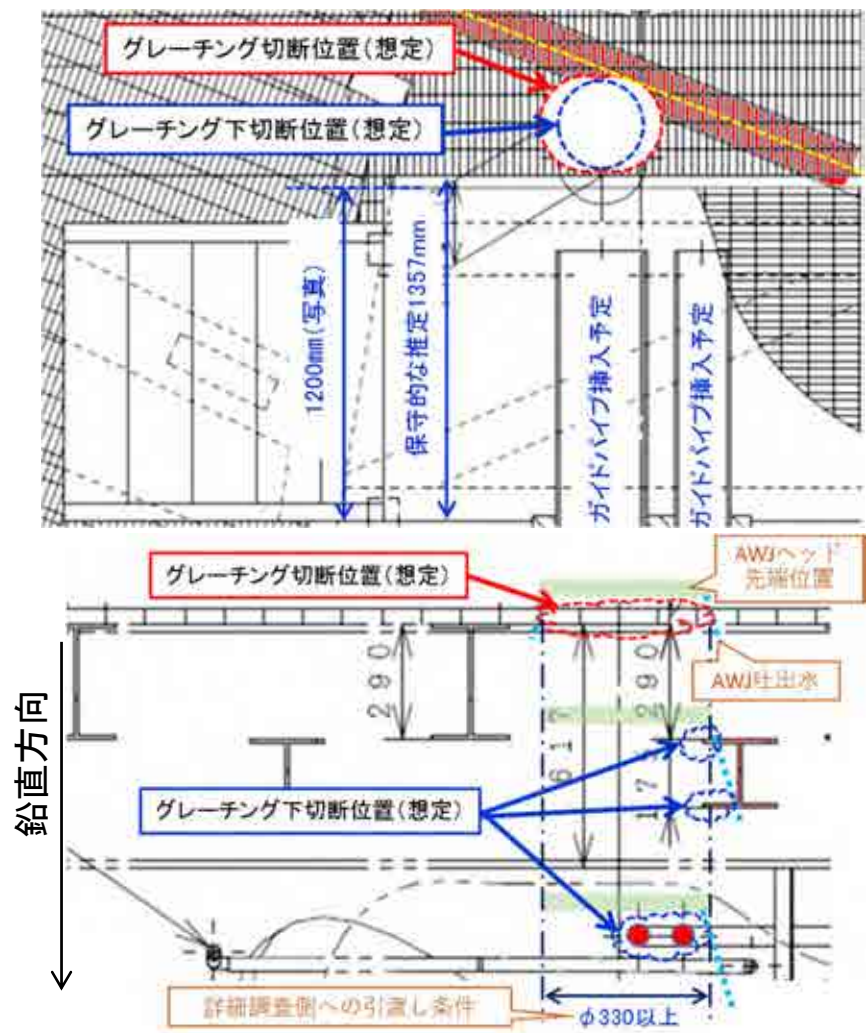 グレーチング切断位置(想定)
グレーチング下切断位置(想定)
1200mm(写真)
保守的な推定1357mm
ガイドパイプ挿入予定
ガイドパイプ挿入予定
グレーチング切断位置(想定)
AWJヘッド
先端位置
290
290
AWJ吐出水
617
グレーチング下切断位置(想定)
17
鉛直方向
詳細調査側への引渡し条件
φ330以上